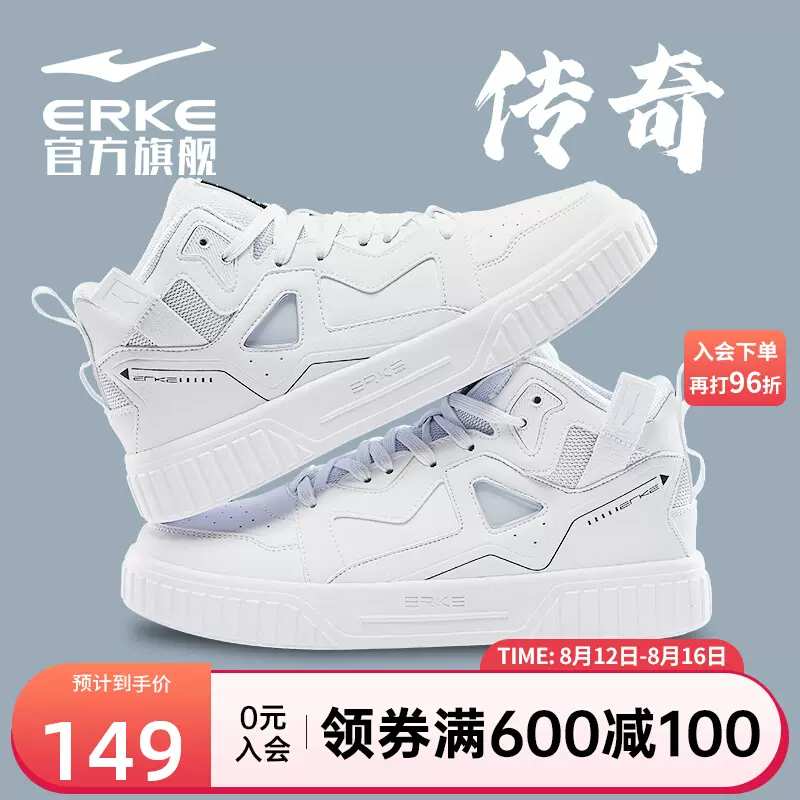 ERKE
官方旗舰
传奇
ERKE
ERKE
入会下单
再打96折
ERKE
ERKE
TIME: 8月12日-8月16日
预计到手价
149
0元
入会
领券满600减100